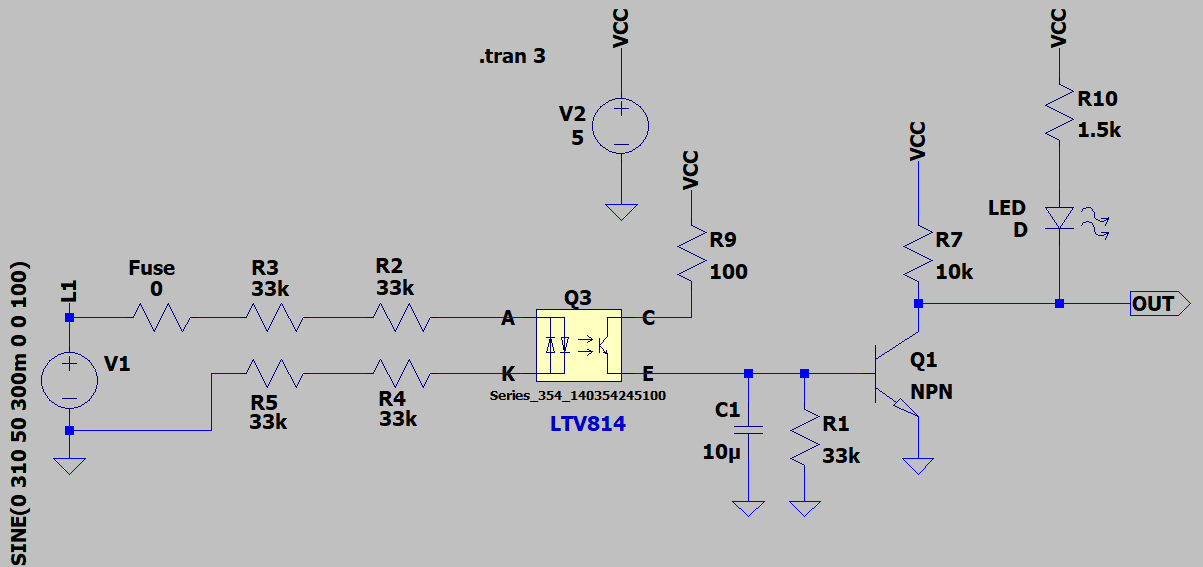 .tran 3
VCC
V2
5
VCC
R9
100
VCC
R7
10k
VCC
R10
1.5k
LED
D
OUT
SINE(0 310 50 300m 0 0 100)
L1
V1
Fuse
0
R3
33k
R2
33k
R5
33k
R4
33k
Q3
A
C
K
E
Series_354_140354245100
LTV814
C1
10µ
R1
33k
Q1
NPN